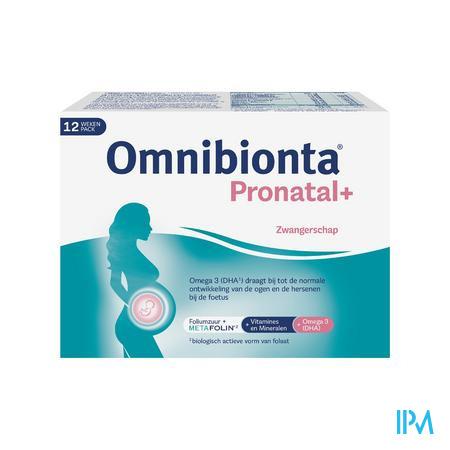 12 WEKEN PACK
Omnibionta®
Pronatal+
Zwangerschap
Omega 3 (DHA¹) draagt bij tot de normale
ontwikkeling van de ogen en de hersenen
bij de foetus
Foliumzuur +
METAFOLIN®²
+ Vitamines
en Mineralen
+ Omega 3
(DHA)
²biologisch actieve vorm van folaat
IPM